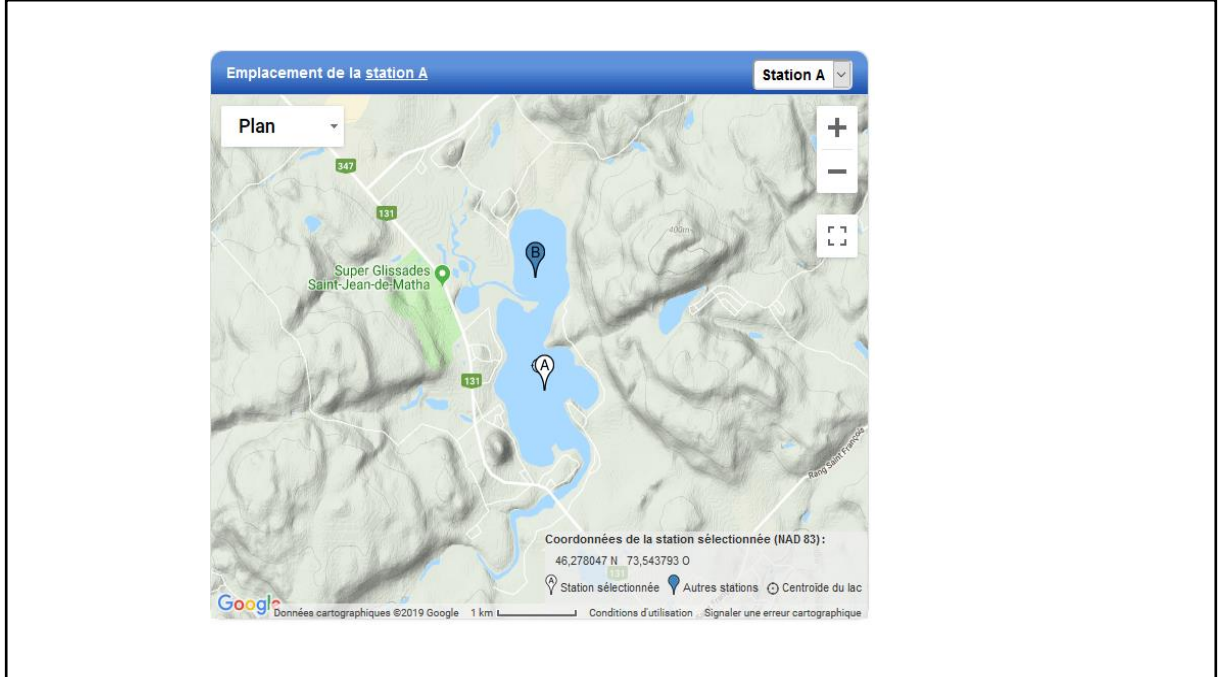 Emplacement de la station A
Station A
Plan
347
131
400m
B
Super Glissades
Saint-Jean-de-Matha
A
131
Rang Saint François
Coordonnées de la station sélectionnée (NAD 83):
46,278047 N 73,543793 O
131
A Station sélectionnée Autres stations Centroïde du lac
Google Données cartographiques ©2019 Google 1 km Conditions d'utilisation Signaler une erreur cartographique